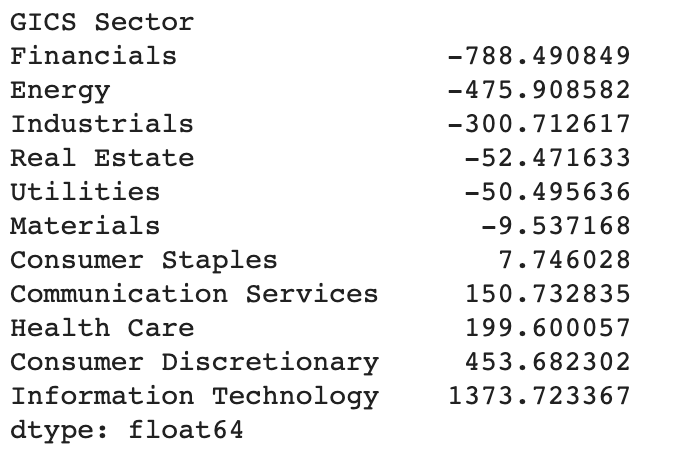 GICS Sector
Financials -788.490849
Energy -475.908582
Industrials -300.712617
Real Estate -52.471633
Utilities -50.495636
Materials -9.537168
Consumer Staples 7.746028
Communication Services 150.732835
Health Care 199.600057
Consumer Discretionary 453.682302
Information Technology 1373.723367
dtype: float64